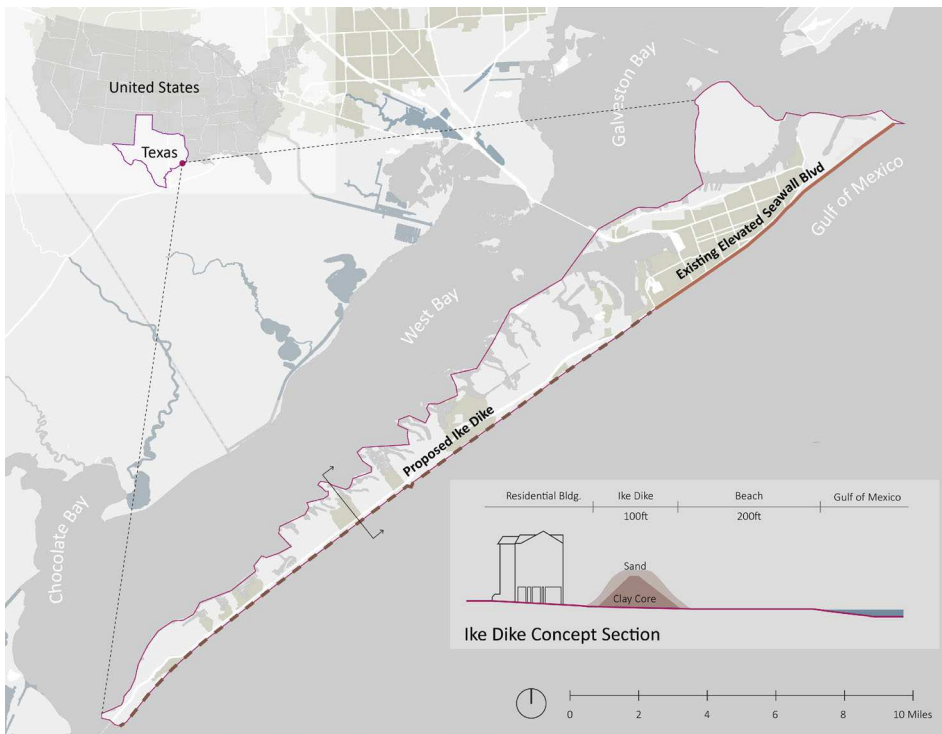 United States
Texas
Galveston Bay
Gulf of Mexico
Existing Elevated Seawall Blvd
West Bay
Proposed Ike Dike
Chocolate Bay
Residential Bldg. Ike Dike Beach Gulf of Mexico
100ft 200ft
Sand
Clay Core
Ike Dike Concept Section
0 2 4 6 8 10 Miles